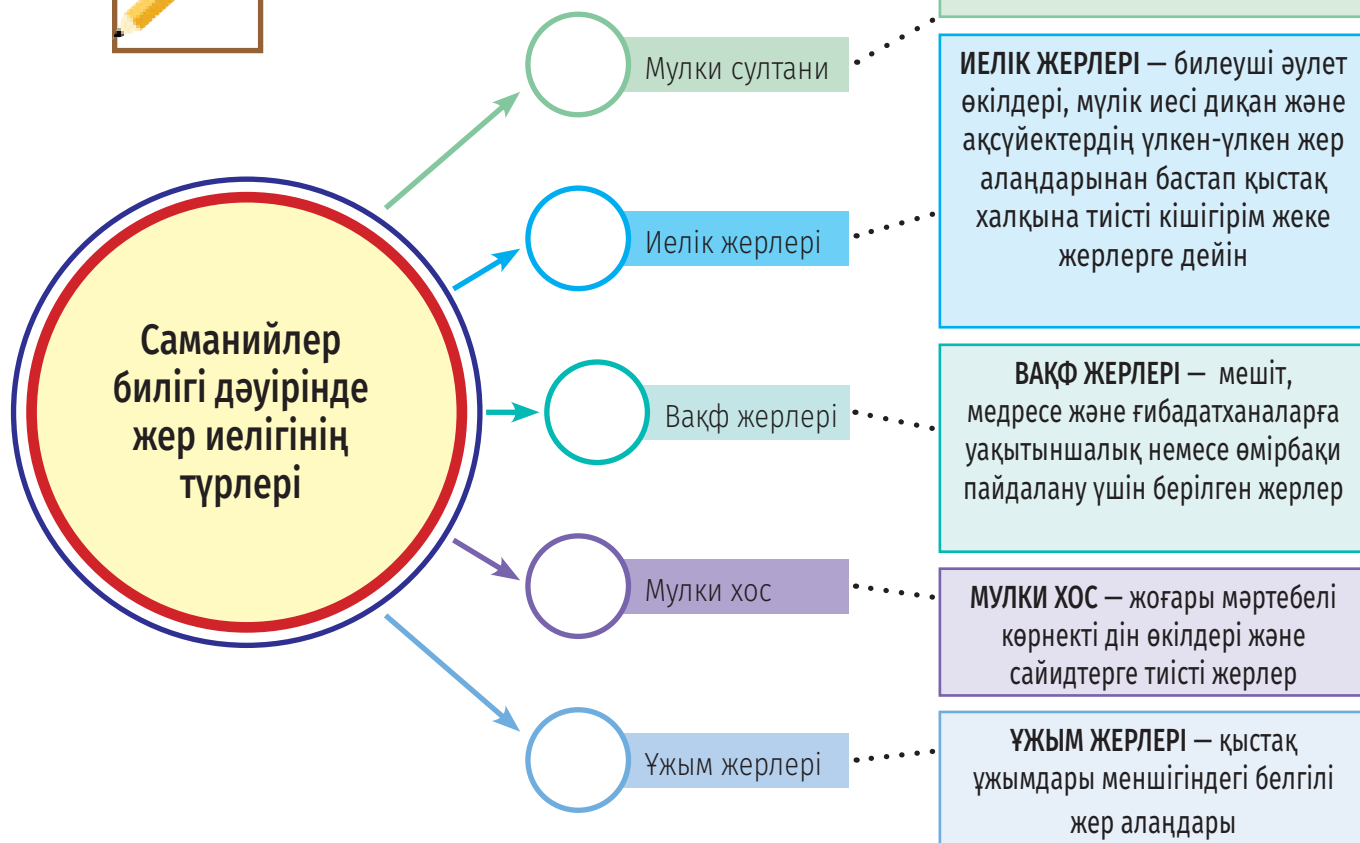 Саманийлер
билігі дәуірінде
жер иелігінің
түрлері
Мулки султани
Иелік жерлері
Вақф жерлері
Мулки хос
Ұжым жерлері
ИЕЛІК ЖЕРЛЕРІ — билеуші әулет
өкілдері, мүлік иесі диқан және
ақсүйектердің үлкен-үлкен жер
алаңдарынан бастап қыстақ
халқына тиісті кішігірім жеке
жерлерге дейін
ВАҚФ ЖЕРЛЕРІ — мешіт,
медресе және ғибадатханаларға
уақытыншалық немесе өмірбақи
пайдалану үшін берілген жерлер
МУЛКИ ХОС — жоғары мәртебелі
көрнекті дін өкілдері және
сайидтерге тиісті жерлер
ҰЖЫМ ЖЕРЛЕРІ — қыстақ
ұжымдары меншігіндегі белгілі
жер алаңдары